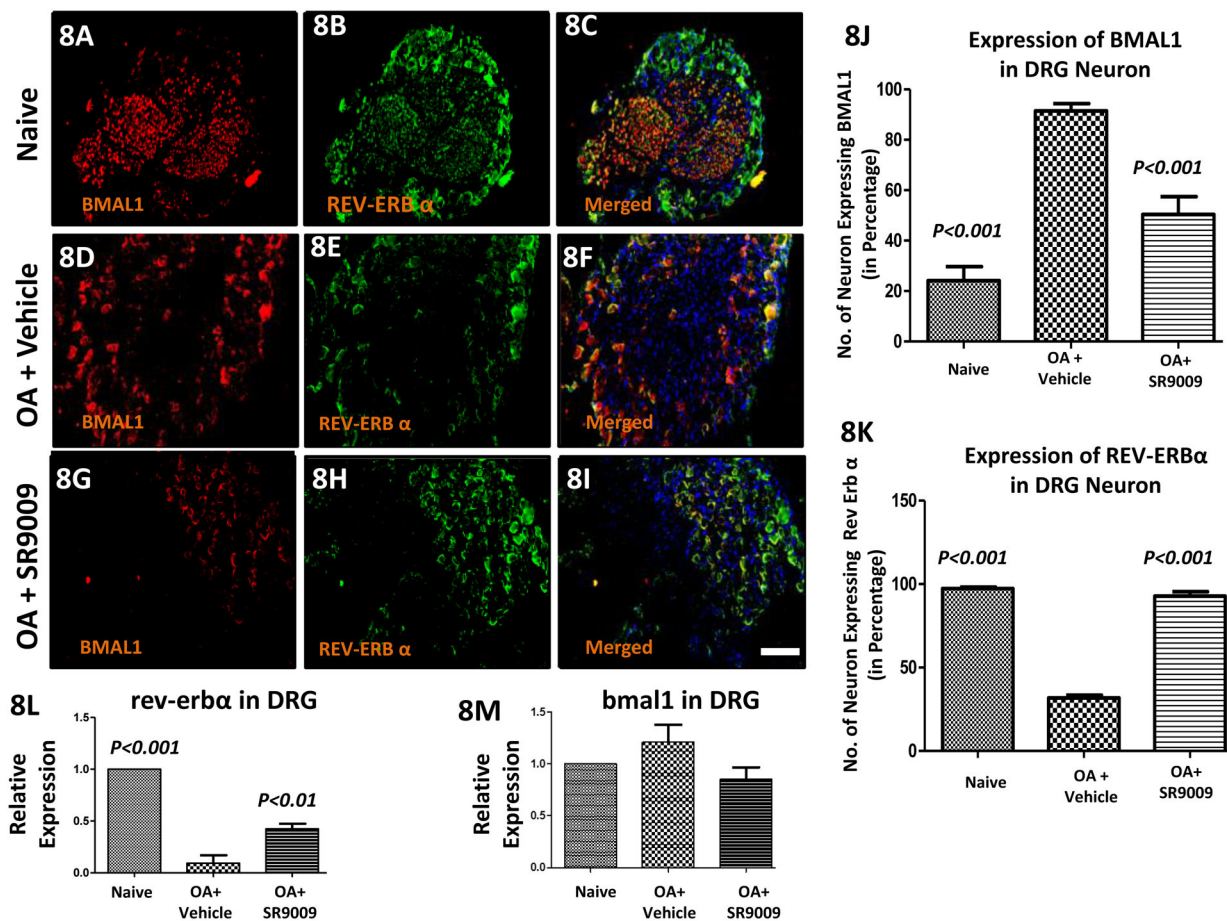 Naive
8A
BMAL1
8B
REV-ERB α
8C
Merged
OA + Vehicle
8D
BMAL1
8E
REV-ERB α
8F
Merged
OA + SR9009
8G
BMAL1
8H
REV-ERB α
8I
Merged
8J
Expression of BMAL1
in DRG Neuron
No. of Neuron Expressing BMAL1
(in Percentage)
100
80
60
40
20
0
P<0.001
P<0.001
Naive
OA +
Vehicle
OA+
SR9009
8K
Expression of REV-ERBα
in DRG Neuron
No. of Neuron Expressing Rev Erb α
(in Percentage)
150
100
50
0
P<0.001
P<0.001
Naive
OA +
Vehicle
OA+
SR9009
8L
rev-erbα in DRG
Relative
Expression
1.5
1.0
0.5
0.0
P<0.001
P<0.01
Naive
OA+
Vehicle
OA+
SR9009
8M
bmal1 in DRG
Relative
Expression
1.5
1.0
0.5
0.0
Naive
OA+
Vehicle
OA+
SR9009